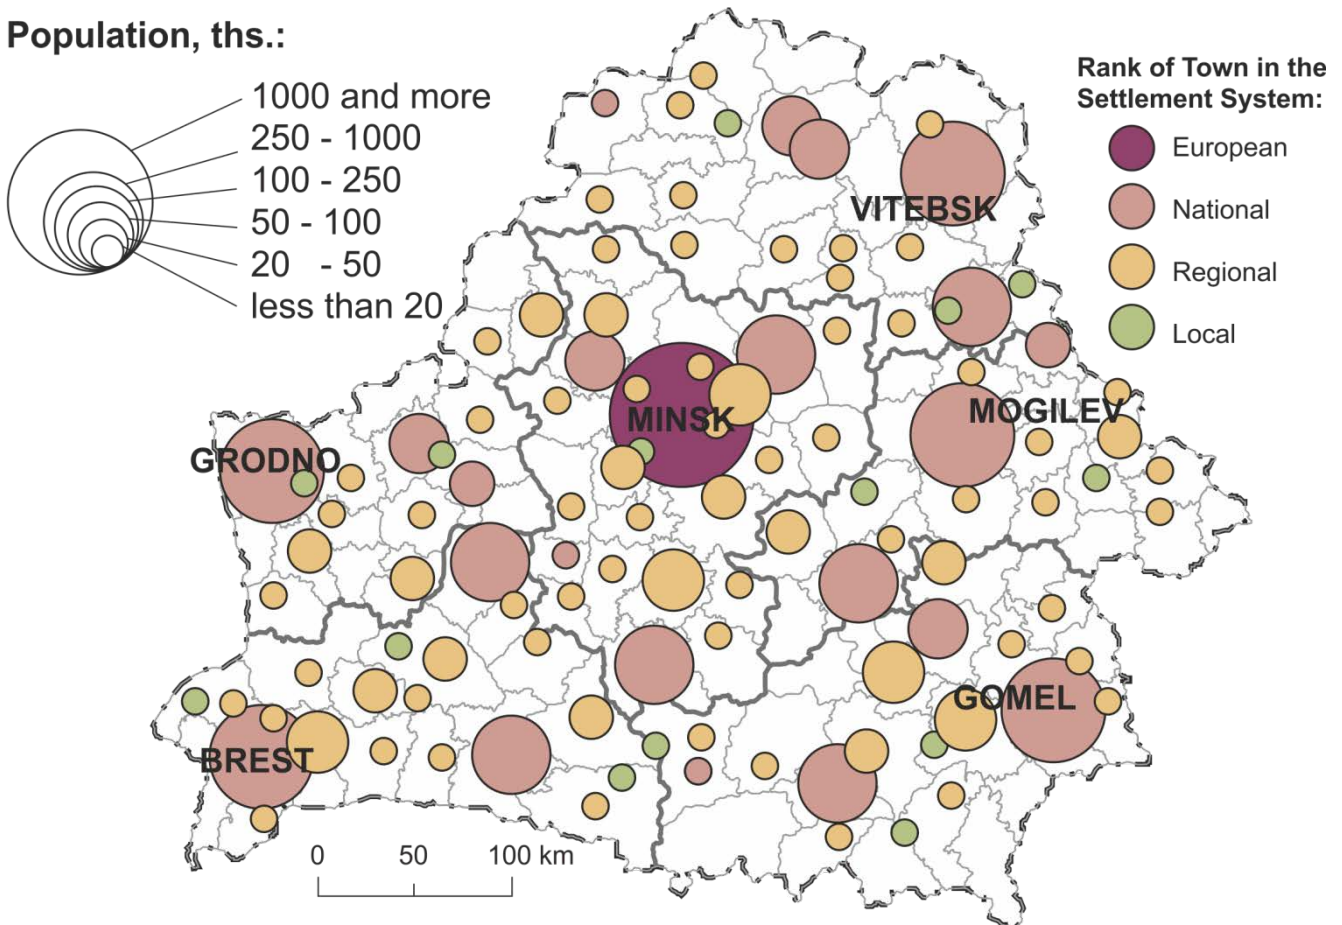 Population, ths.:
1000 and more
250 - 1000
100 - 250
50 - 100
20 - 50
less than 20
Rank of Town in the
Settlement System:
European
National
Regional
Local
VITEBSK
MINSK
MOGILEV
GRODNO
GOMEL
BREST
0 50 100 km